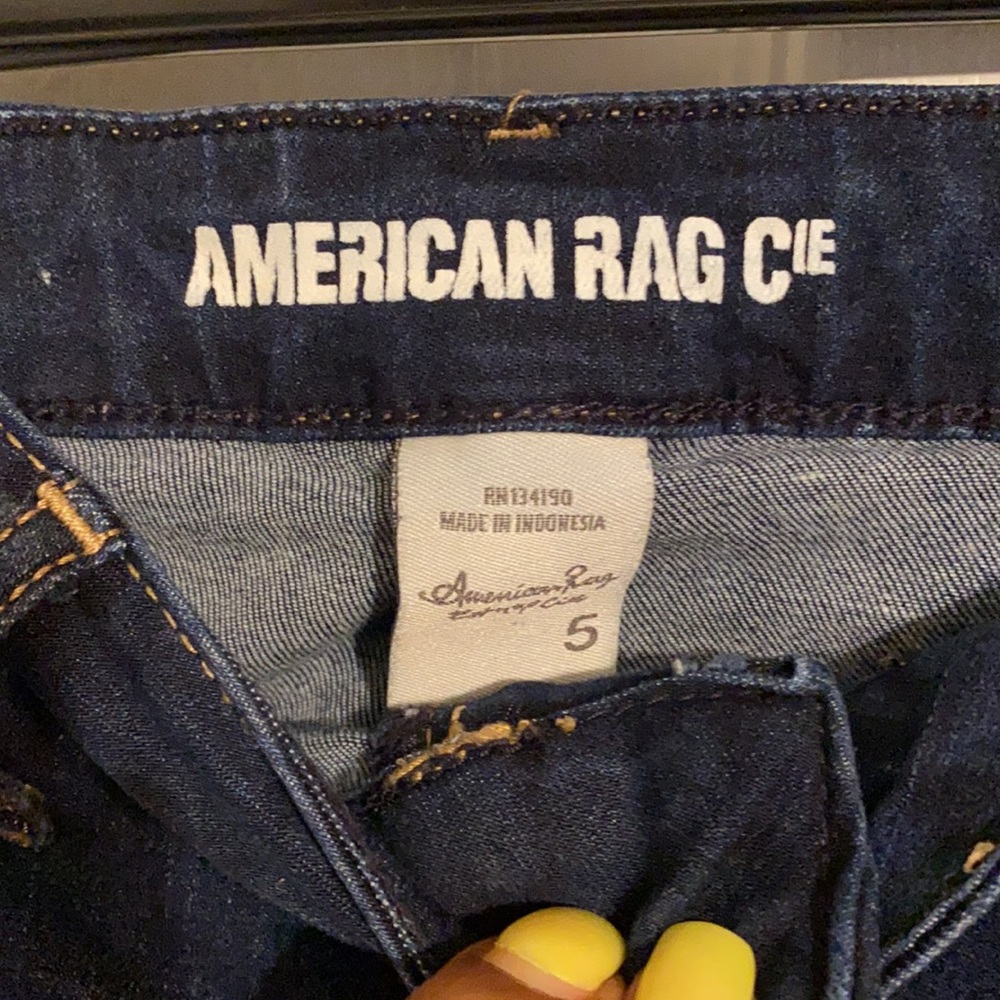 AMERICAN RAG CIE
RN134190
MADE IN INDONESIA
American Rag
5